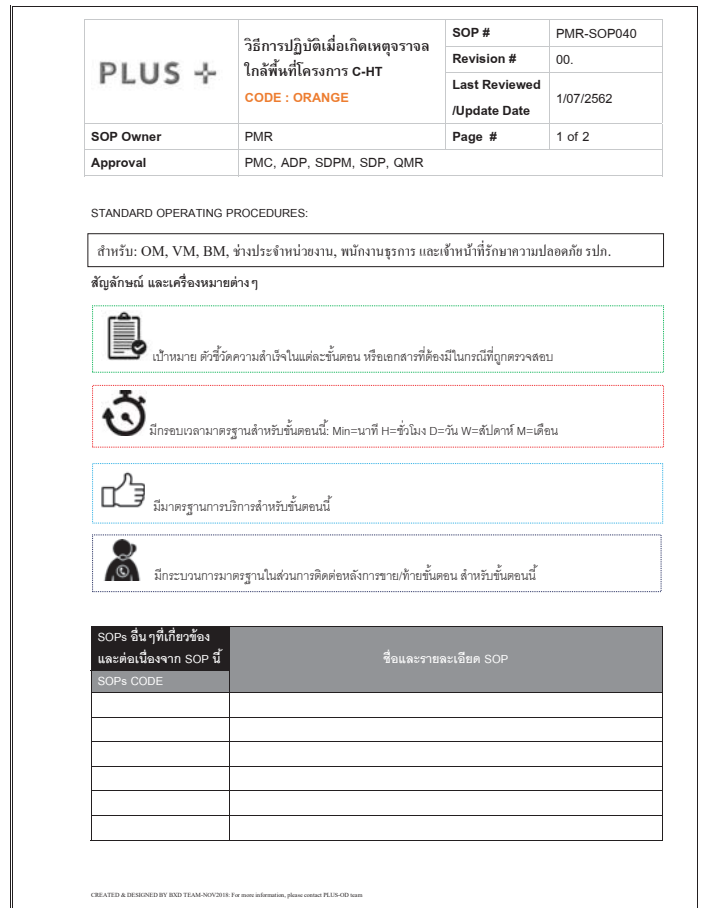 PLUS +
วิธีการปฏิบัติเมื่อเกิดเหตุจราจล
ใกล้พื้นที่โครงการ C-HT
CODE : ORANGE
SOP # PMR-SOP040
Revision # 00.
Last Reviewed
/Update Date 1/07/2562
SOP Owner PMR Page # 1 of 2
Approval PMC, ADP, SDPM, SDP, QMR
STANDARD OPERATING PROCEDURES:
สำหรับ: OM, VM, BM, ช่างประจำหน่วยงาน, พนักงานธุรการ และเจ้าหน้าที่รักษาความปลอดภัย รปภ.
สัญลักษณ์ และเครื่องหมายต่างๆ
เป้าหมาย ตัวชี้วัดความสำเร็จในแต่ละขั้นตอน หรือเอกสารที่ต้องมีในกรณีที่ถูกตรวจสอบ
มีกรอบเวลามาตรฐานสำหรับขั้นตอนนี้: Min=นาที H=ชั่วโมง D=วัน W=สัปดาห์ M=เดือน
มีมาตรฐานการบริการสำหรับขั้นตอนนี้
มีกระบวนการมาตรฐานในส่วนการติดต่อหลังการขาย/ท้ายขั้นตอน สำหรับขั้นตอนนี้
SOPs อื่นๆที่เกี่ยวข้อง
และต่อเนื่องจาก SOP นี้
SOPs CODE
ชื่อและรายละเอียด SOP
CREATED & DESIGNED BY BXD TEAM-NOV2018: For more information, please contact PLUS-OD team